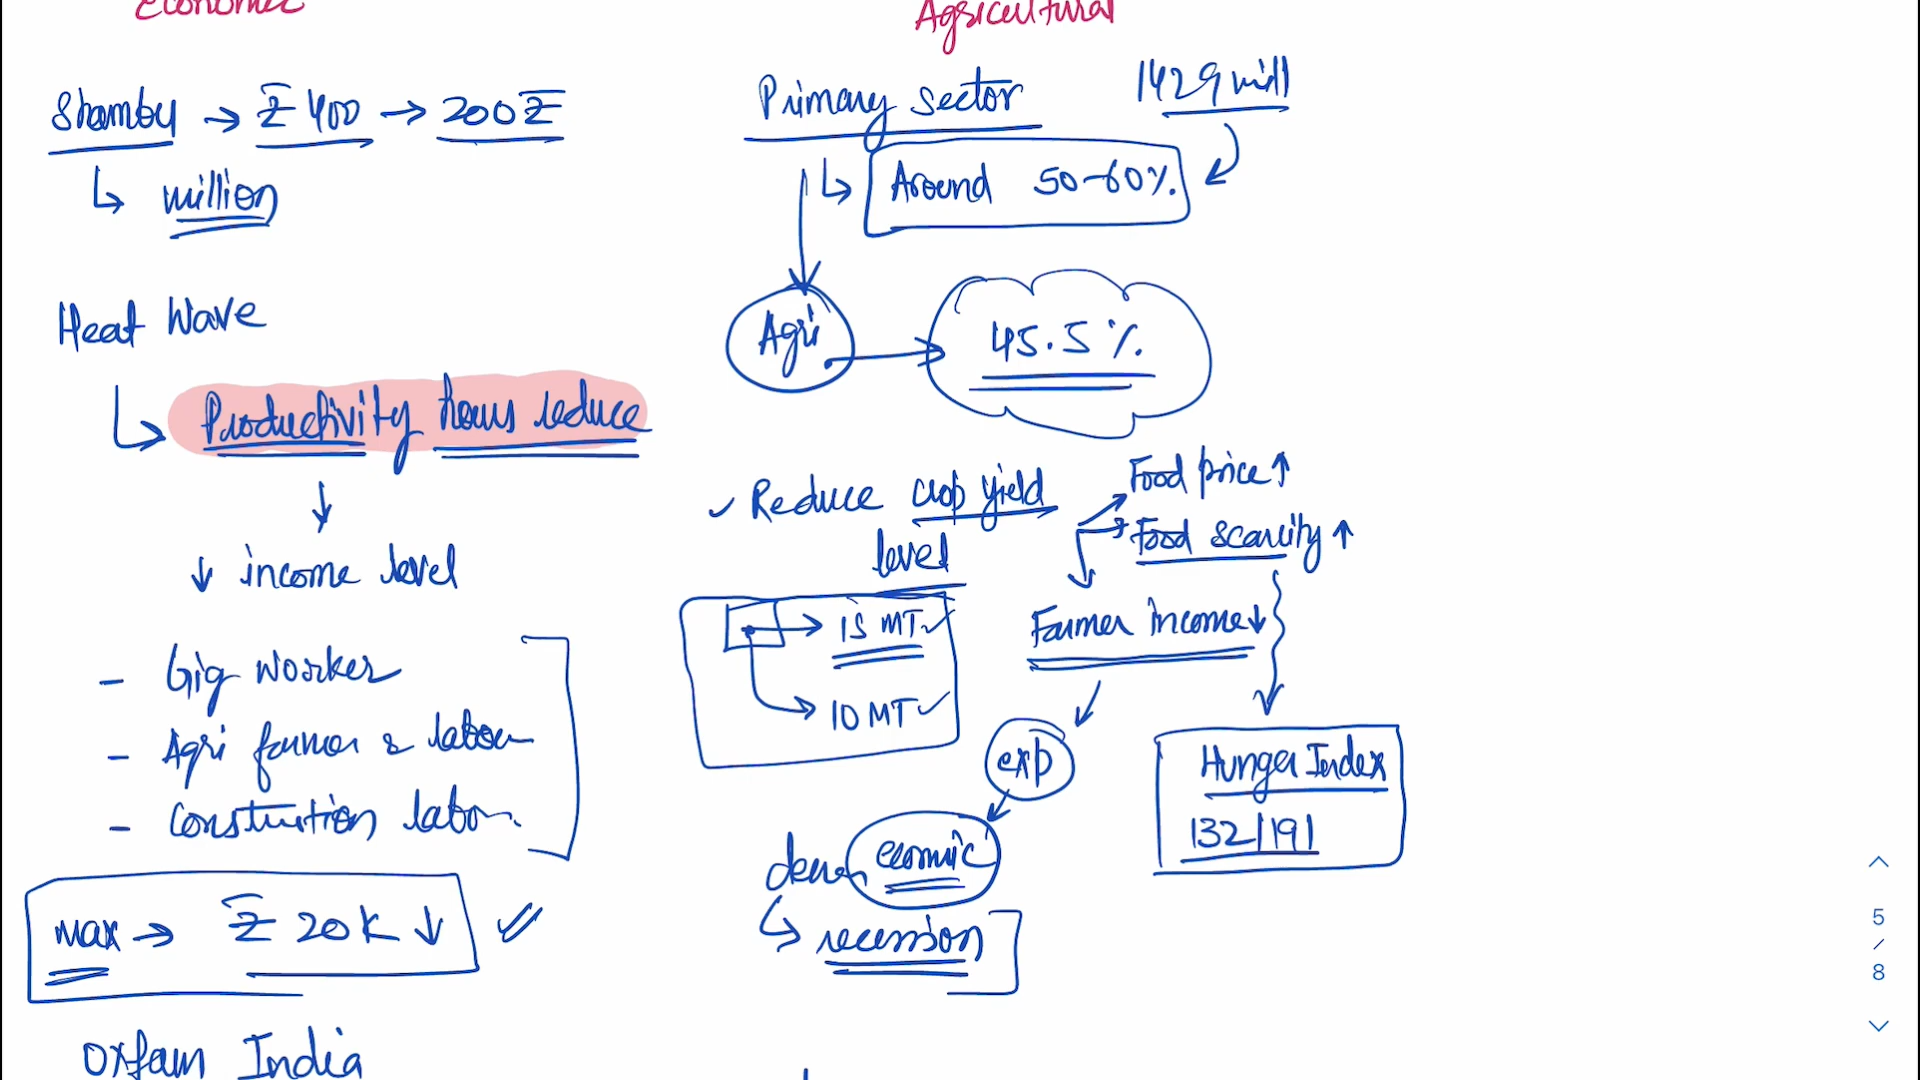 Economic
Shamby → ₹ 400 → 200 ₹
↳ million
Heat Wave
↳ Productivity hours reduce
↓
↓ income level
- Gig worker
- Agri farmer & labour
- Construction labour
max → ₹ 20K ↓
Oxfam India
Agricultural
Primary Sector 1429 mill
↳ Around 50-60%
Agri → 45.5 %
✓ Reduce crop yield level
→ 15 MT ✓
→ 10 MT ✓
Food price ↑
Food scarcity ↑
Farmer income ↓
exp
economic
↳ recession
Hunger Index
132/191
5
/
8